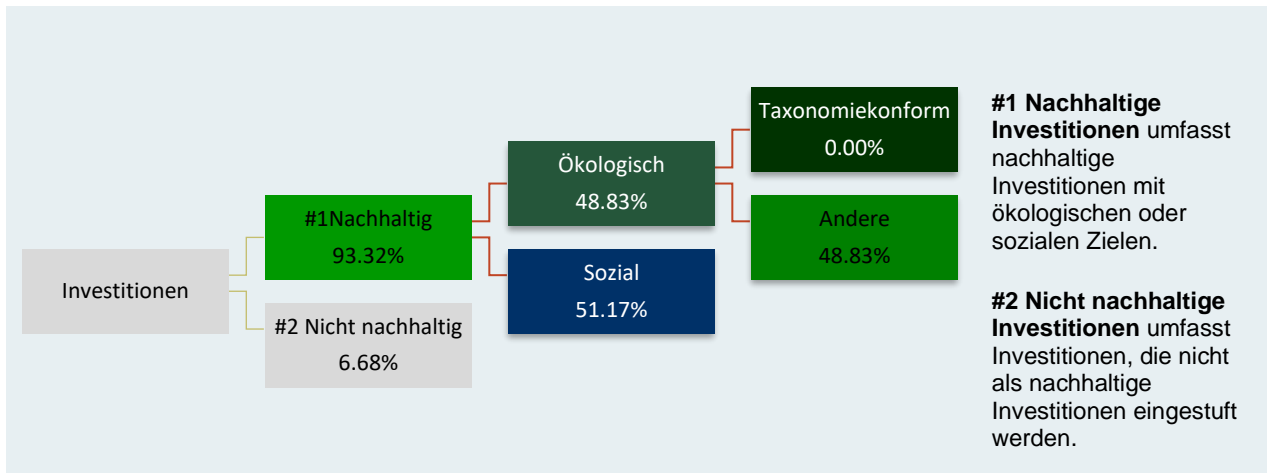 Investitionen
#1Nachhaltig
93.32%
#2 Nicht nachhaltig
6.68%
Ökologisch
48.83%
Sozial
51.17%
Taxonomiekonform
0.00%
Andere
48.83%
#1 Nachhaltige
Investitionen umfasst
nachhaltige
Investitionen mit
ökologischen oder
sozialen Zielen.
#2 Nicht nachhaltige
Investitionen umfasst
Investitionen, die nicht
als nachhaltige
Investitionen eingestuft
werden.